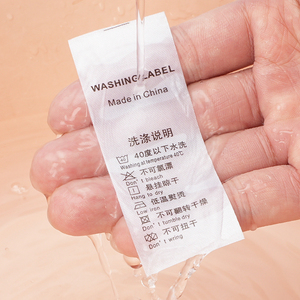 WASHING LABEL
Made in China
洗涤说明
40度以下水洗
Washing at temperature 40℃
不可氯漂
Don't bleach
悬挂晾干
Hang to dry
低温熨烫
Low iron
不可翻转干燥
Don't tumble dry
不可扭干
Don't wring